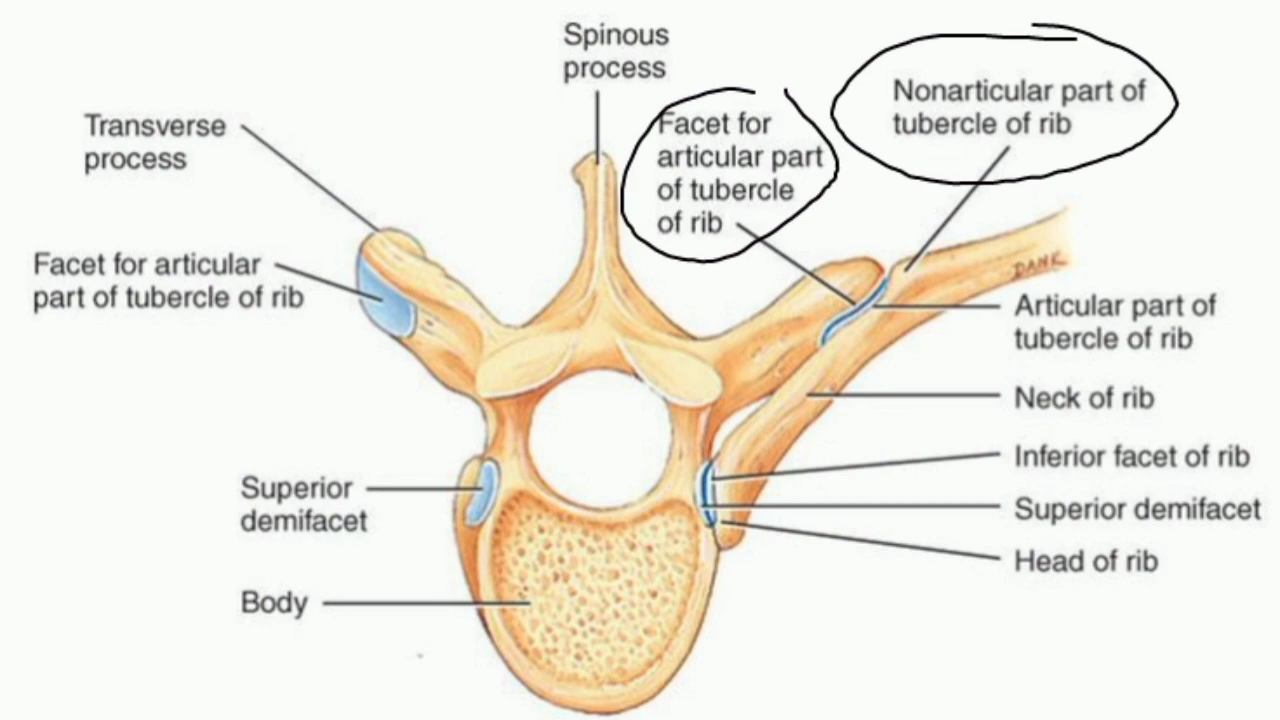 Spinous
process
Transverse
process
Facet for articular
part of tubercle of rib
Facet for
articular part
of tubercle
of rib
Nonarticular part of
tubercle of rib
DANK
Articular part of
tubercle of rib
Neck of rib
Inferior facet of rib
Superior demifacet
Head of rib
Superior
demifacet
Body